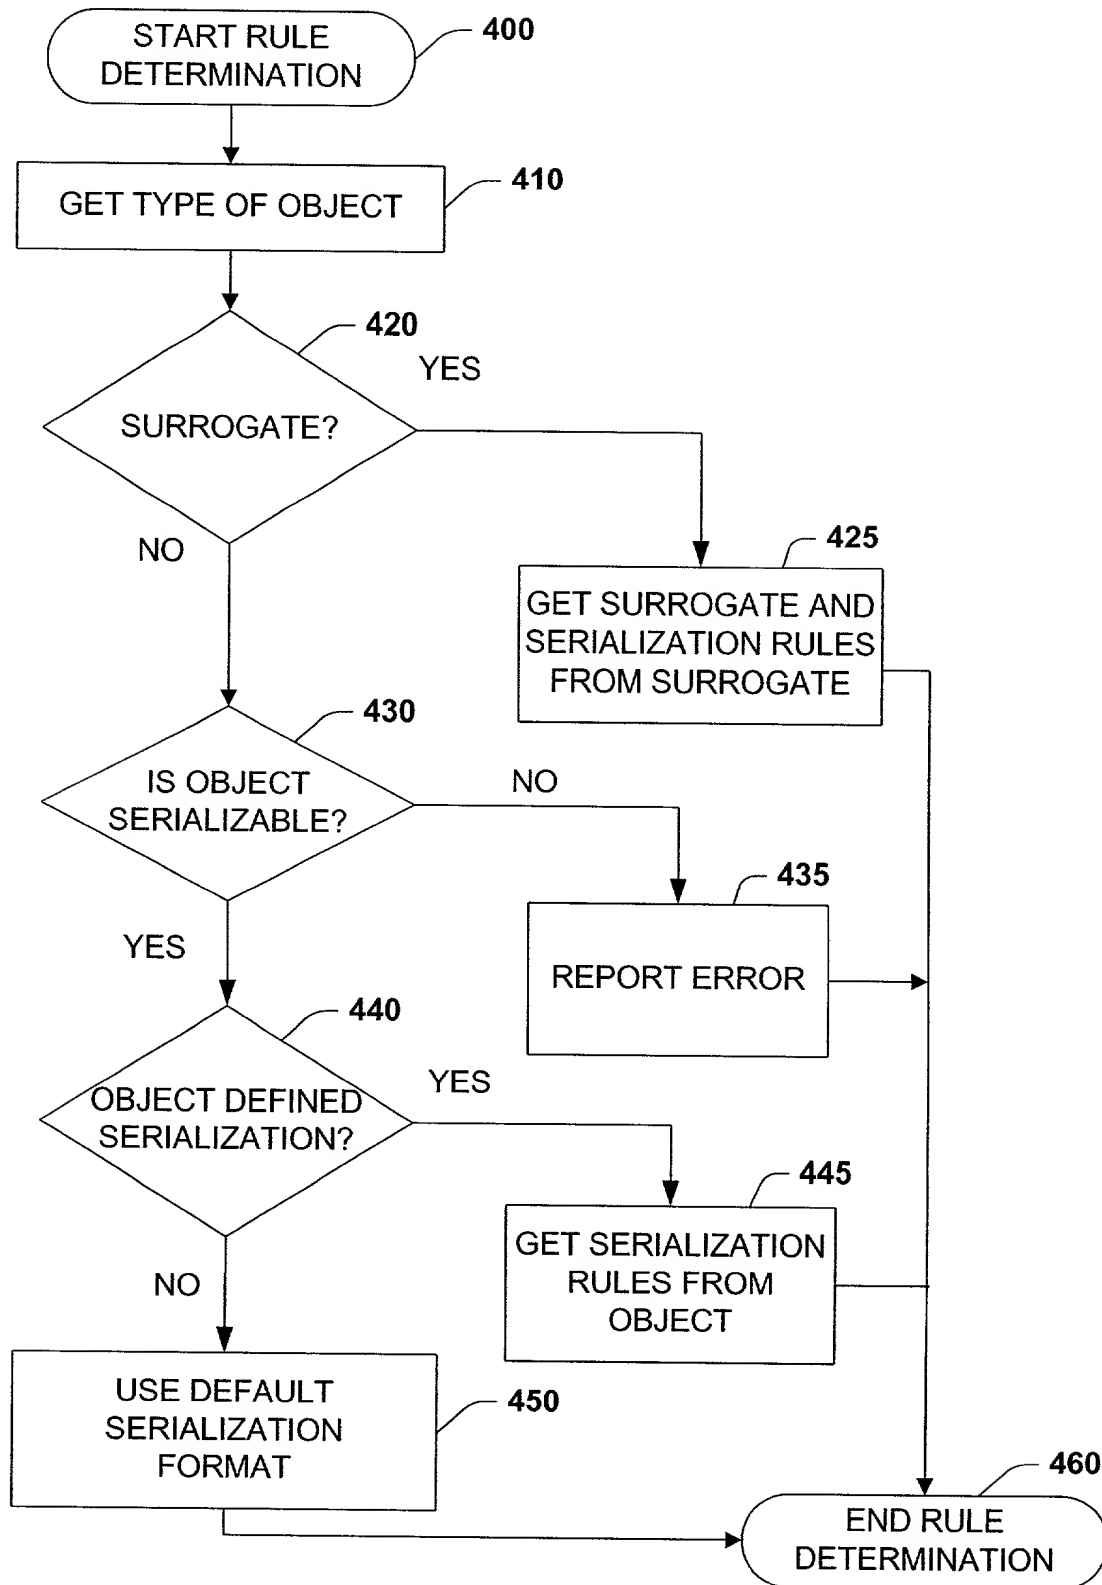 START RULE
DETERMINATION
400
GET TYPE OF OBJECT
410
420
YES
SURROGATE?
NO
425
GET SURROGATE AND
SERIALIZATION RULES
FROM SURROGATE
430
IS OBJECT
SERIALIZABLE?
NO
435
REPORT ERROR
YES
440
OBJECT DEFINED
SERIALIZATION?
YES
445
GET SERIALIZATION
RULES FROM
OBJECT
NO
450
USE DEFAULT
SERIALIZATION
FORMAT
460
END RULE
DETERMINATION